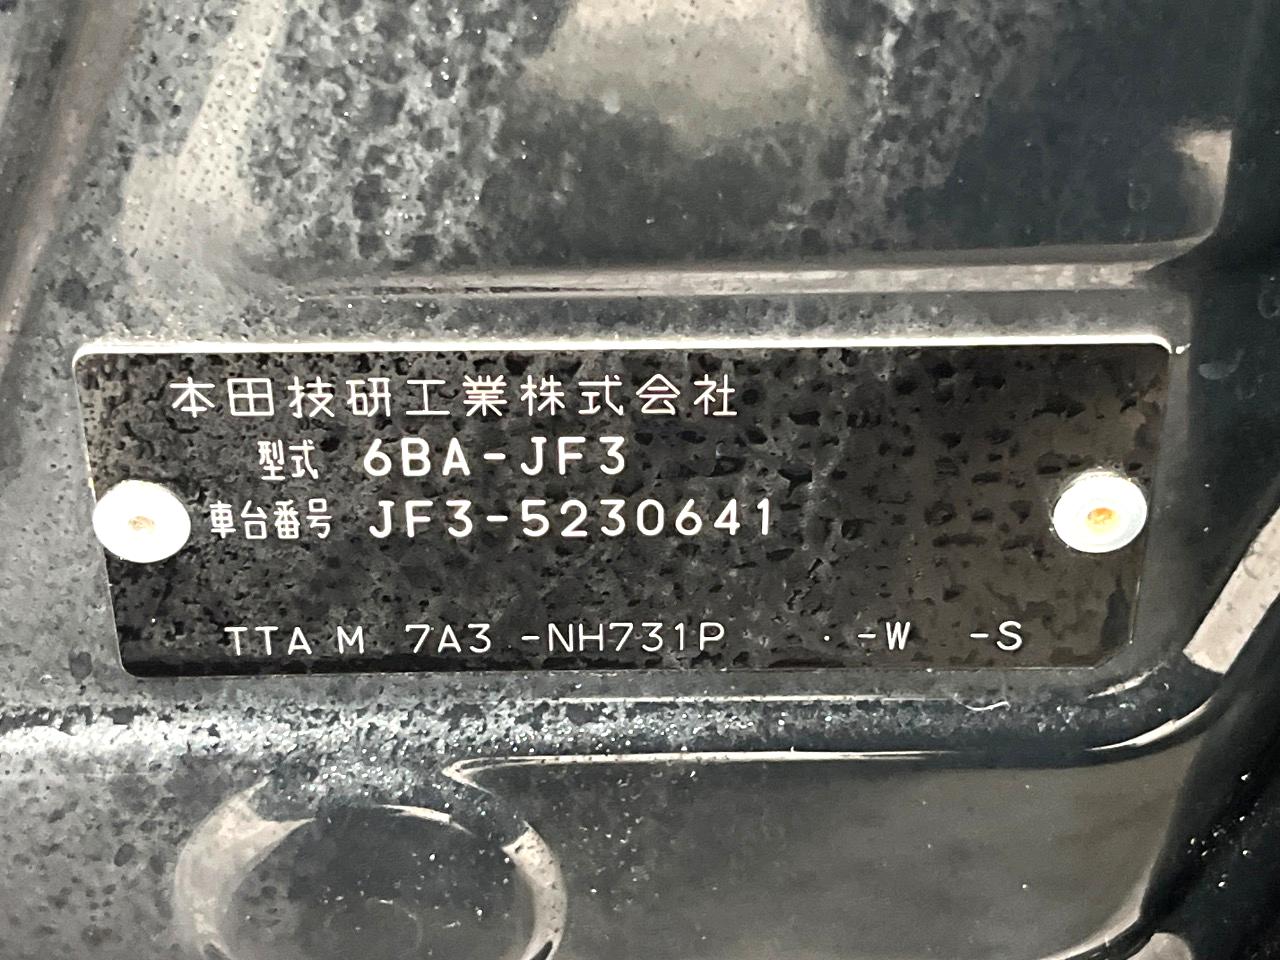 本田技研工業株式会社
型式 6BA-JF3
車台番号 JF3-5230641
TTA M 7A3 -NH731P · -W -S